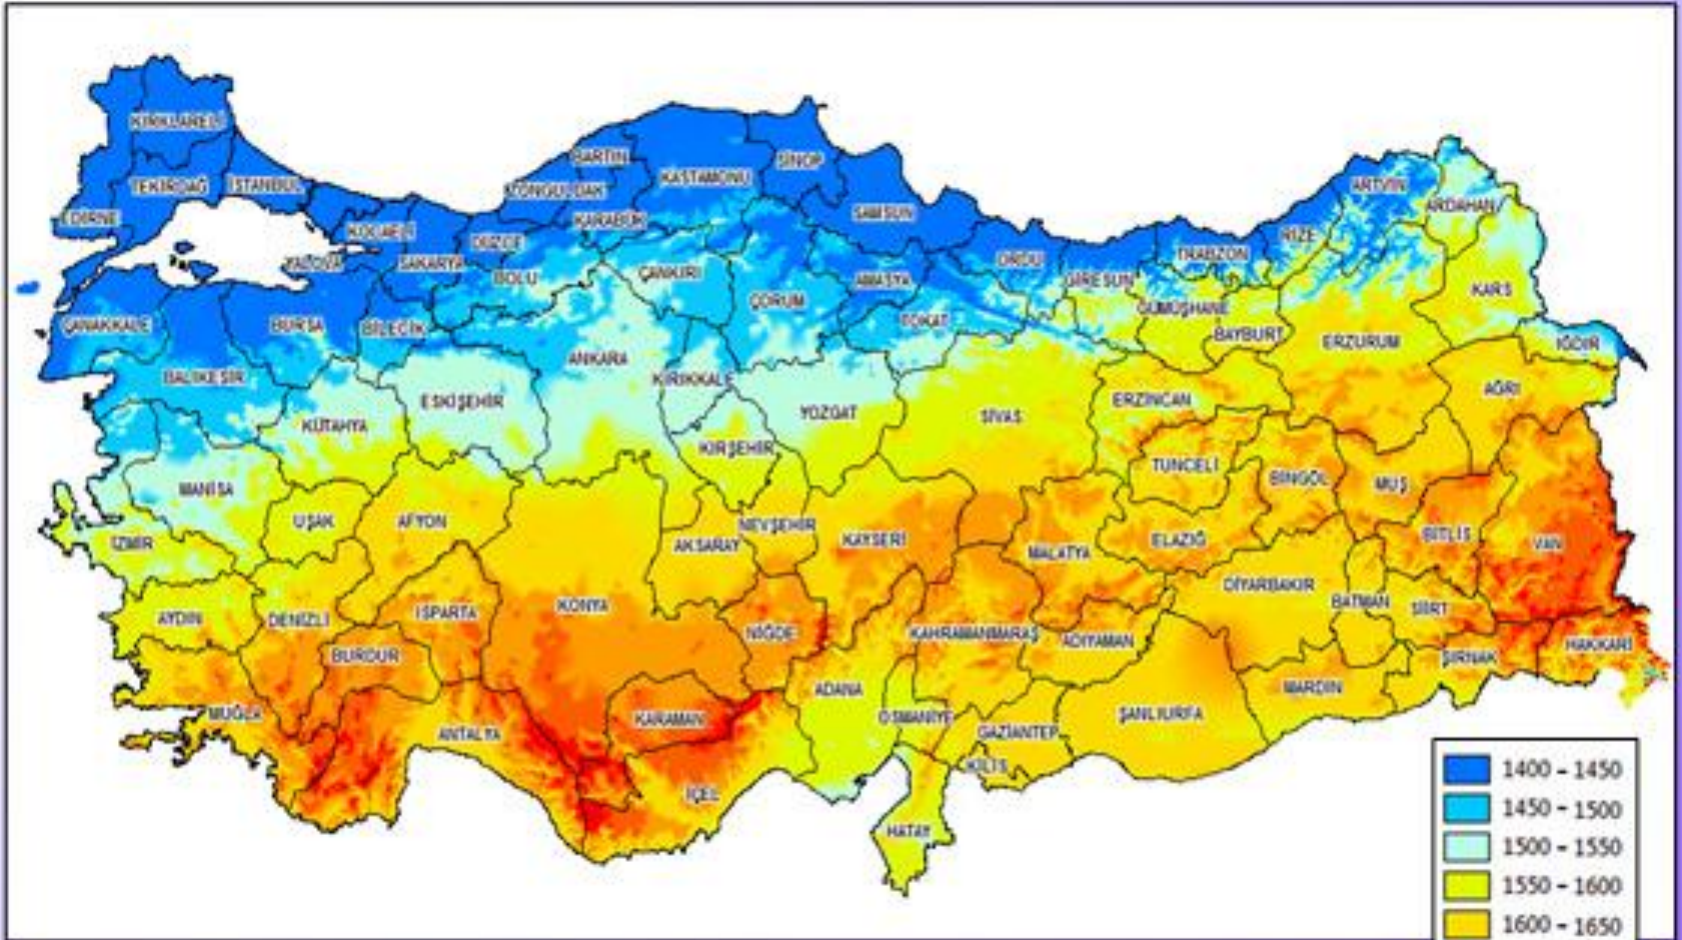 KIRKLARELİ
TEKİRDAĞ
İSTANBUL
EDİRNE
KOCAELİ
YALOVA
SAKARYA
DÜZCE
BOLU
ZONGULDAK
BARTIN
KARABÜK
KASTAMONU
SİNOP
SAMSUN
ÇANKIRI
ÇORUM
AMASYA
TOKAT
ORDU
GİRESUN
TRABZON
RİZE
ARTVİN
ARDAHAN
KARS
IĞDIR
GÜMÜŞHANE
BAYBURT
ERZURUM
AĞRI
ÇANAKKALE
BURSA
BİLECİK
BALIKESİR
KÜTAHYA
ESKİŞEHİR
ANKARA
KIRIKKALE
YOZGAT
KIRŞEHİR
SİVAS
ERZİNCAN
TUNCELİ
BİNGÖL
MUŞ
BİTLİS
VAN
MANİSA
UŞAK
AFYON
İZMİR
AKSARAY
NEVŞEHİR
KAYSERİ
MALATYA
ELAZIĞ
DİYARBAKIR
BATMAN
SİİRT
AYDIN
DENİZLİ
ISPARTA
BURDUR
KONYA
NİĞDE
KAHRAMANMARAŞ
ADIYAMAN
ŞIRNAK
HAKKARİ
MUĞLA
ANTALYA
KARAMAN
İÇEL
ADANA
OSMANİYE
GAZİANTEP
ŞANLIURFA
MARDİN
KİLİS
HATAY
1400 - 1450
1450 - 1500
1500 - 1550
1550 - 1600
1600 - 1650